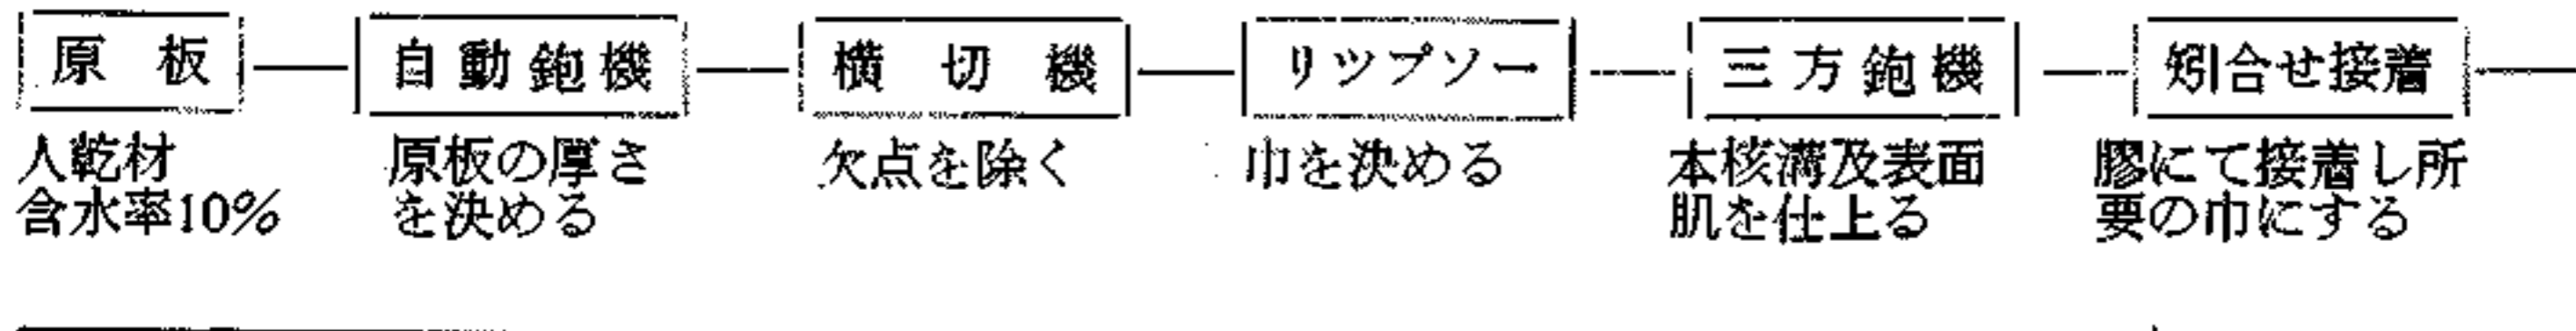 原板
自動鉋機
横切機
リツプソー
三方鉋機
矧合せ接着
人乾材
含水率10%
原板の厚さ
を決める
欠点を除く
巾を決める
本核溝及表面
肌を仕上る
膠にて接着し所
要の巾にする